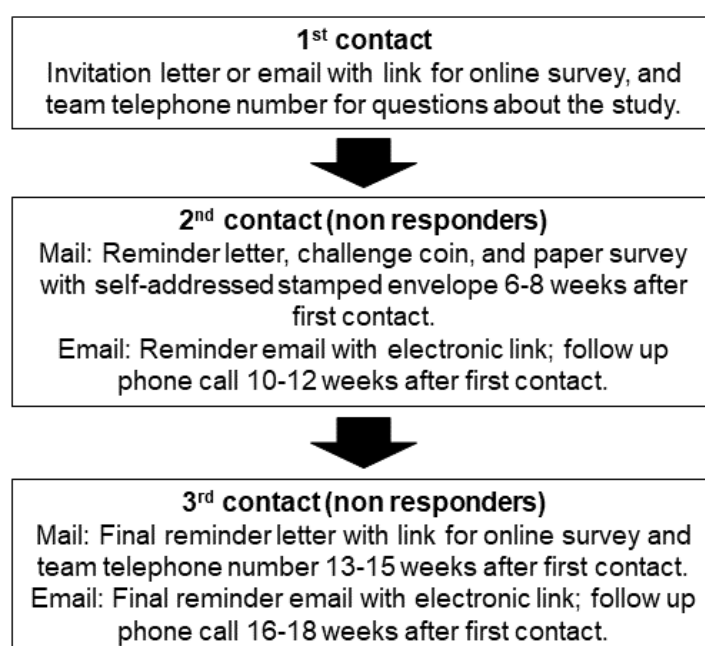 1st contact
Invitation letter or email with link for online survey, and
team telephone number for questions about the study.
2nd contact (non responders)
Mail: Reminder letter, challenge coin, and paper survey
with self-addressed stamped envelope 6-8 weeks after
first contact.
Email: Reminder email with electronic link; follow up
phone call 10-12 weeks after first contact.
3rd contact (non responders)
Mail: Final reminder letter with link for online survey and
team telephone number 13-15 weeks after first contact.
Email: Final reminder email with electronic link; follow up
phone call 16-18 weeks after first contact.